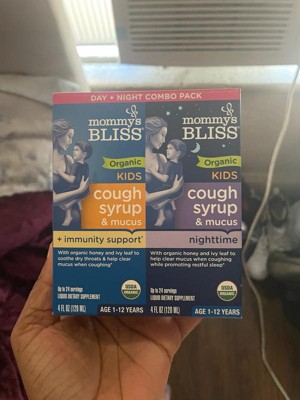 DAY + NIGHT COMBO PACK
mommy's
BLISS
Organic
KIDS
cough
syrup
& mucus
+ immunity support*
With organic honey and ivy leaf to
soothe dry throats & help clear
mucus when coughing*
Up to 24 servings
LIQUID DIETARY SUPPLEMENT
USDA
ORGANIC
4 FL OZ (120 ML)
AGE 1-12 YEARS
mommy's
BLISS
Organic
KIDS
cough
syrup
& mucus
nighttime
With organic honey and ivy leaf to
help clear mucus when coughing
while promoting restful sleep*
Up to 24 servings
LIQUID DIETARY SUPPLEMENT
USDA
ORGANIC
4 FL OZ (120 ML)
AGE 1-12 YEARS